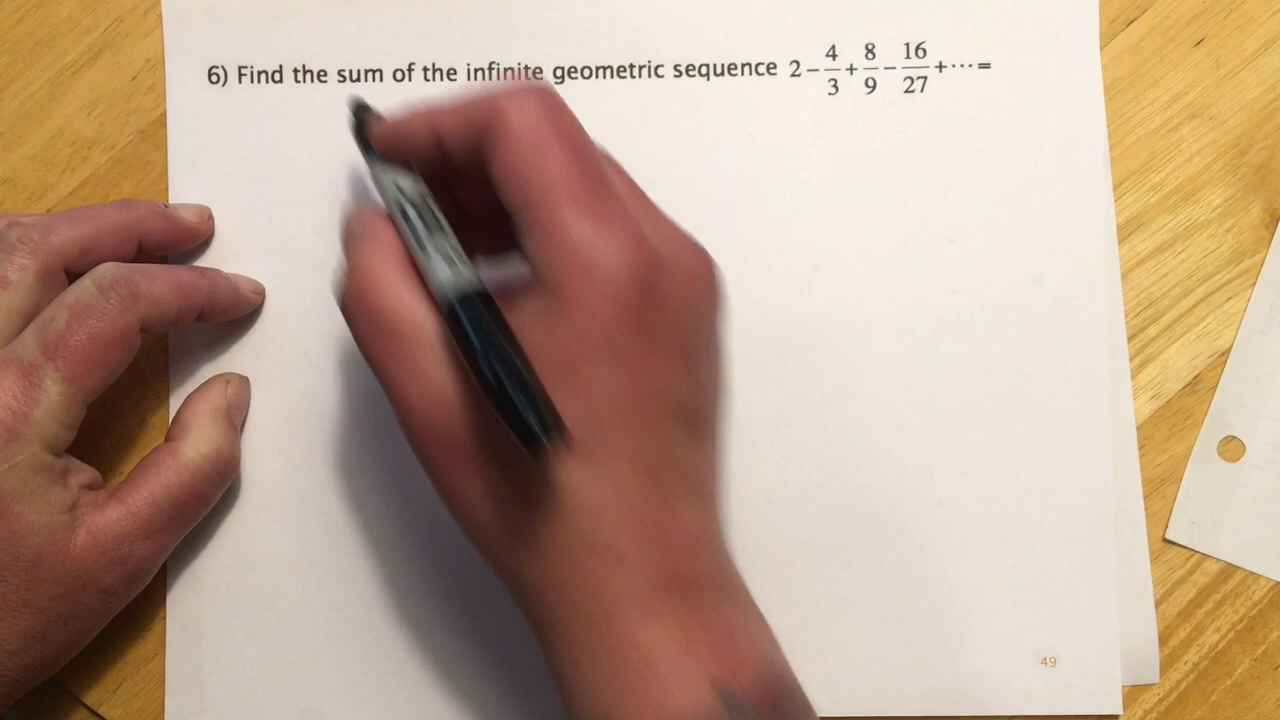 6) Find the sum of the infinite geometric sequence 2 − 4/3 + 8/9 − 16/27 + ⋯ =
49